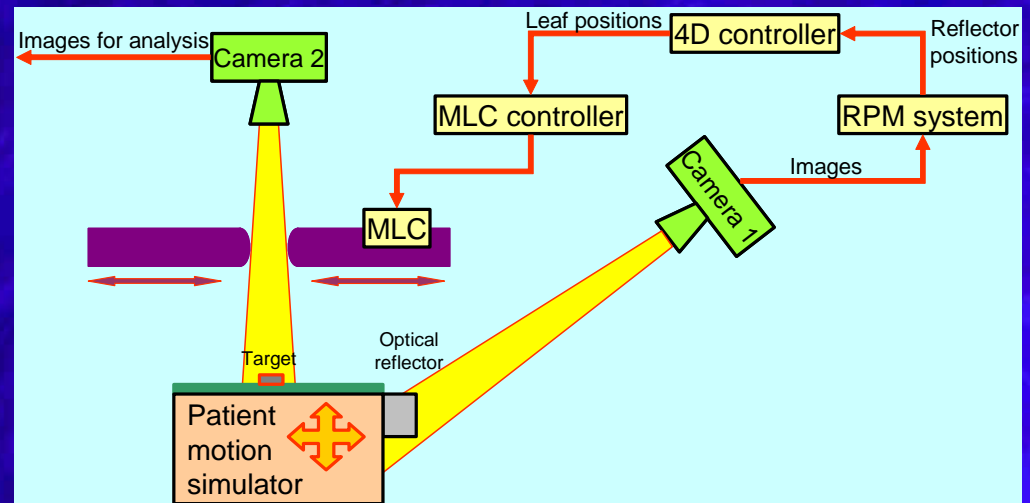 Leaf positions
Images for analysis
Camera 2
4D controller
Reflector
positions
MLC controller
RPM system
Camera 1
Images
MLC
Optical
reflector
Target
Patient
motion
simulator